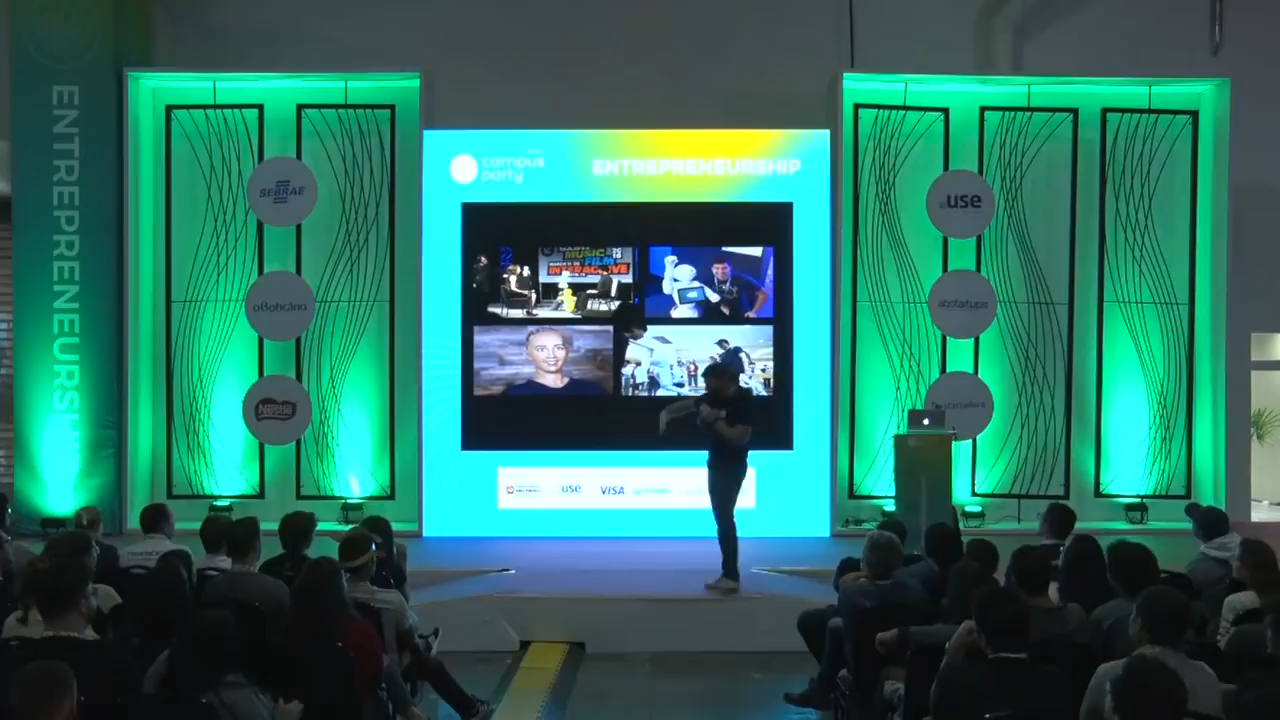 ENTREPRENEURSHIP
campus
party
ENTREPRENEURSHIP
SEBRAE
oBoticário
Nestlé
use
abstartups
MUSIC
FILM
INTERACTIVE
use
VISA